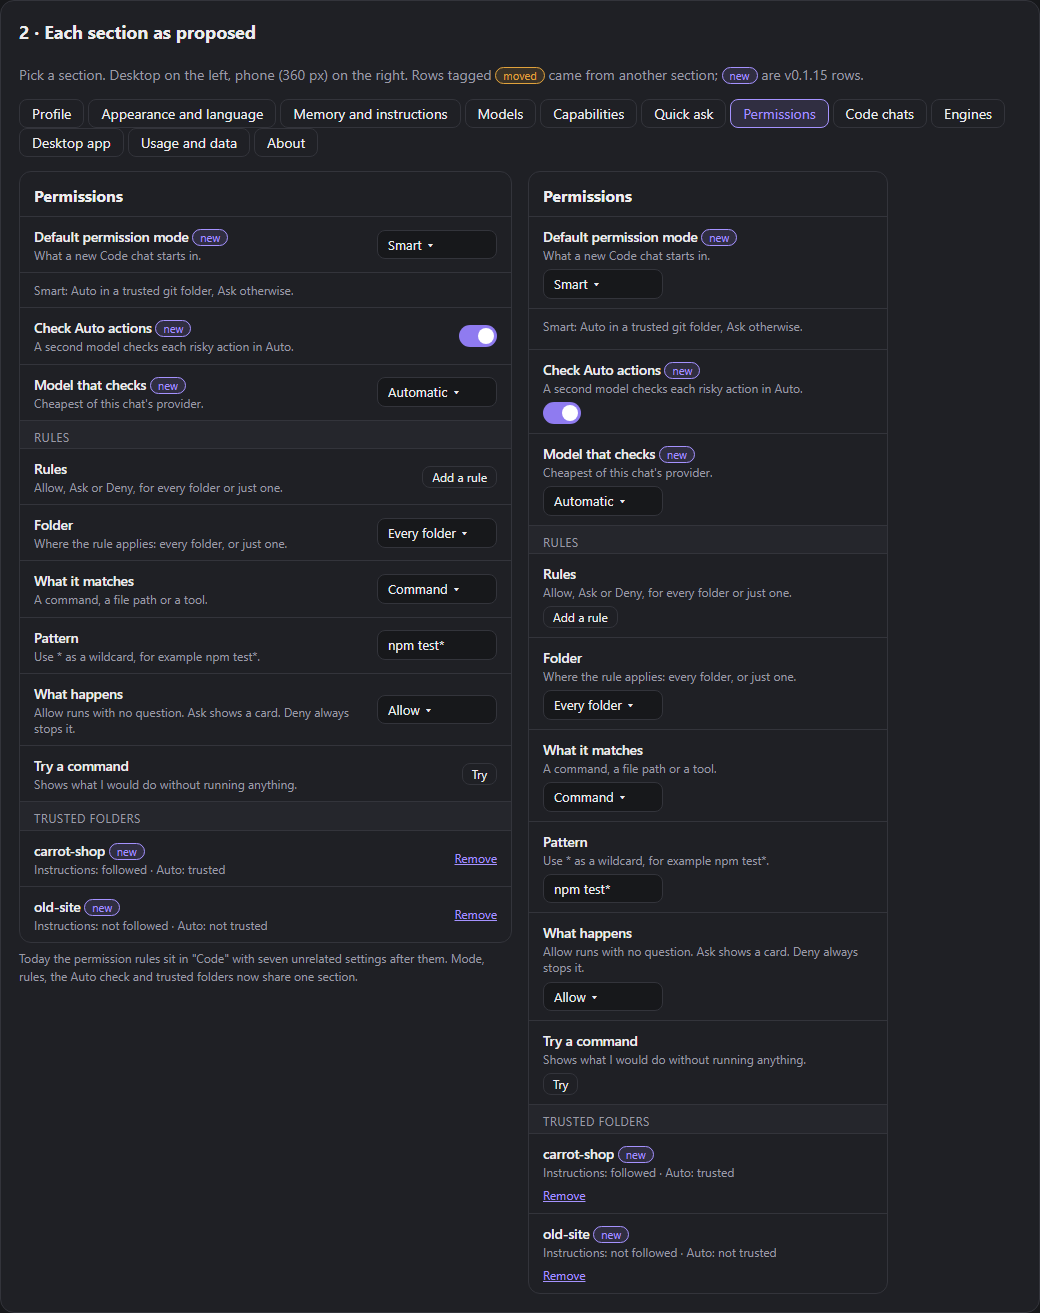 2 · Each section as proposed
Pick a section. Desktop on the left, phone (360 px) on the right. Rows tagged moved came from another section; new are v0.1.15 rows.
Profile
Appearance and language
Memory and instructions
Models
Capabilities
Quick ask
Permissions
Code chats
Engines
Desktop app
Usage and data
About
Permissions
Default permission mode new
What a new Code chat starts in.
Smart
Smart: Auto in a trusted git folder, Ask otherwise.
Check Auto actions new
A second model checks each risky action in Auto.
Model that checks new
Cheapest of this chat's provider.
Automatic
RULES
Rules
Allow, Ask or Deny, for every folder or just one.
Add a rule
Folder
Where the rule applies: every folder, or just one.
Every folder
What it matches
A command, a file path or a tool.
Command
Pattern
Use * as a wildcard, for example npm test*.
npm test*
What happens
Allow runs with no question. Ask shows a card. Deny always
stops it.
Allow
Try a command
Shows what I would do without running anything.
Try
TRUSTED FOLDERS
carrot-shop new
Instructions: followed · Auto: trusted
Remove
old-site new
Instructions: not followed · Auto: not trusted
Remove
Today the permission rules sit in "Code" with seven unrelated settings after them. Mode,
rules, the Auto check and trusted folders now share one section.
Permissions
Default permission mode new
What a new Code chat starts in.
Smart
Smart: Auto in a trusted git folder, Ask otherwise.
Check Auto actions new
A second model checks each risky action in Auto.
Model that checks new
Cheapest of this chat's provider.
Automatic
RULES
Rules
Allow, Ask or Deny, for every folder or just one.
Add a rule
Folder
Where the rule applies: every folder, or just one.
Every folder
What it matches
A command, a file path or a tool.
Command
Pattern
Use * as a wildcard, for example npm test*.
npm test*
What happens
Allow runs with no question. Ask shows a card. Deny always
stops it.
Allow
Try a command
Shows what I would do without running anything.
Try
TRUSTED FOLDERS
carrot-shop new
Instructions: followed · Auto: trusted
Remove
old-site new
Instructions: not followed · Auto: not trusted
Remove